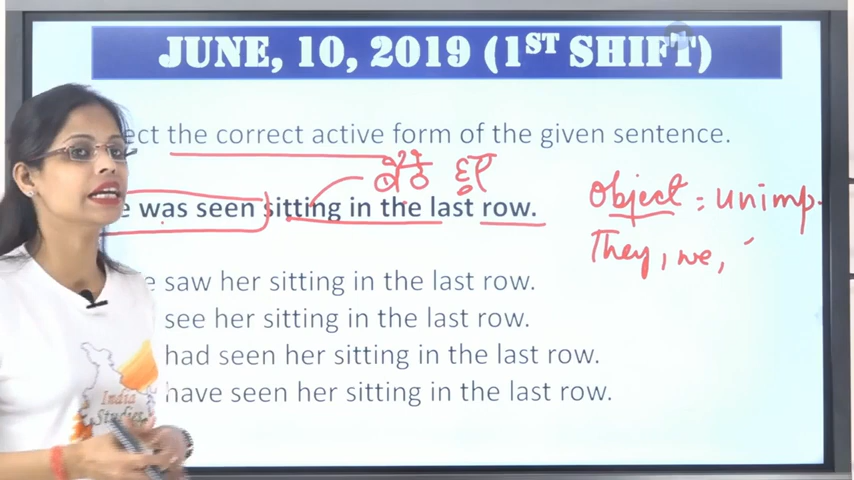 JUNE, 10, 2019 (1ST SHIFT)
ect the correct active form of the given sentence.
e was seen sitting in the last row.
Object = unimp.
They, we,
e saw her sitting in the last row.
see her sitting in the last row.
had seen her sitting in the last row.
have seen her sitting in the last row.
India
Studies